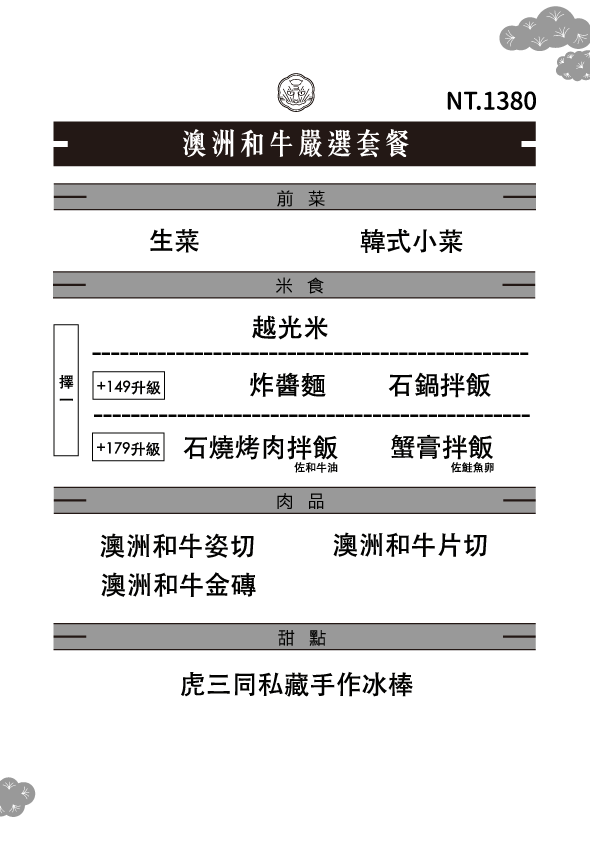 NT.1380
澳洲和牛嚴選套餐
前菜
生菜 韓式小菜
米食
擇一
越光米
+149升級 炸醬麵 石鍋拌飯
+179升級 石燒烤肉拌飯 蟹膏拌飯
佐和牛油 佐鮭魚卵
肉品
澳洲和牛姿切 澳洲和牛片切
澳洲和牛金磚
甜點
虎三同私藏手作冰棒